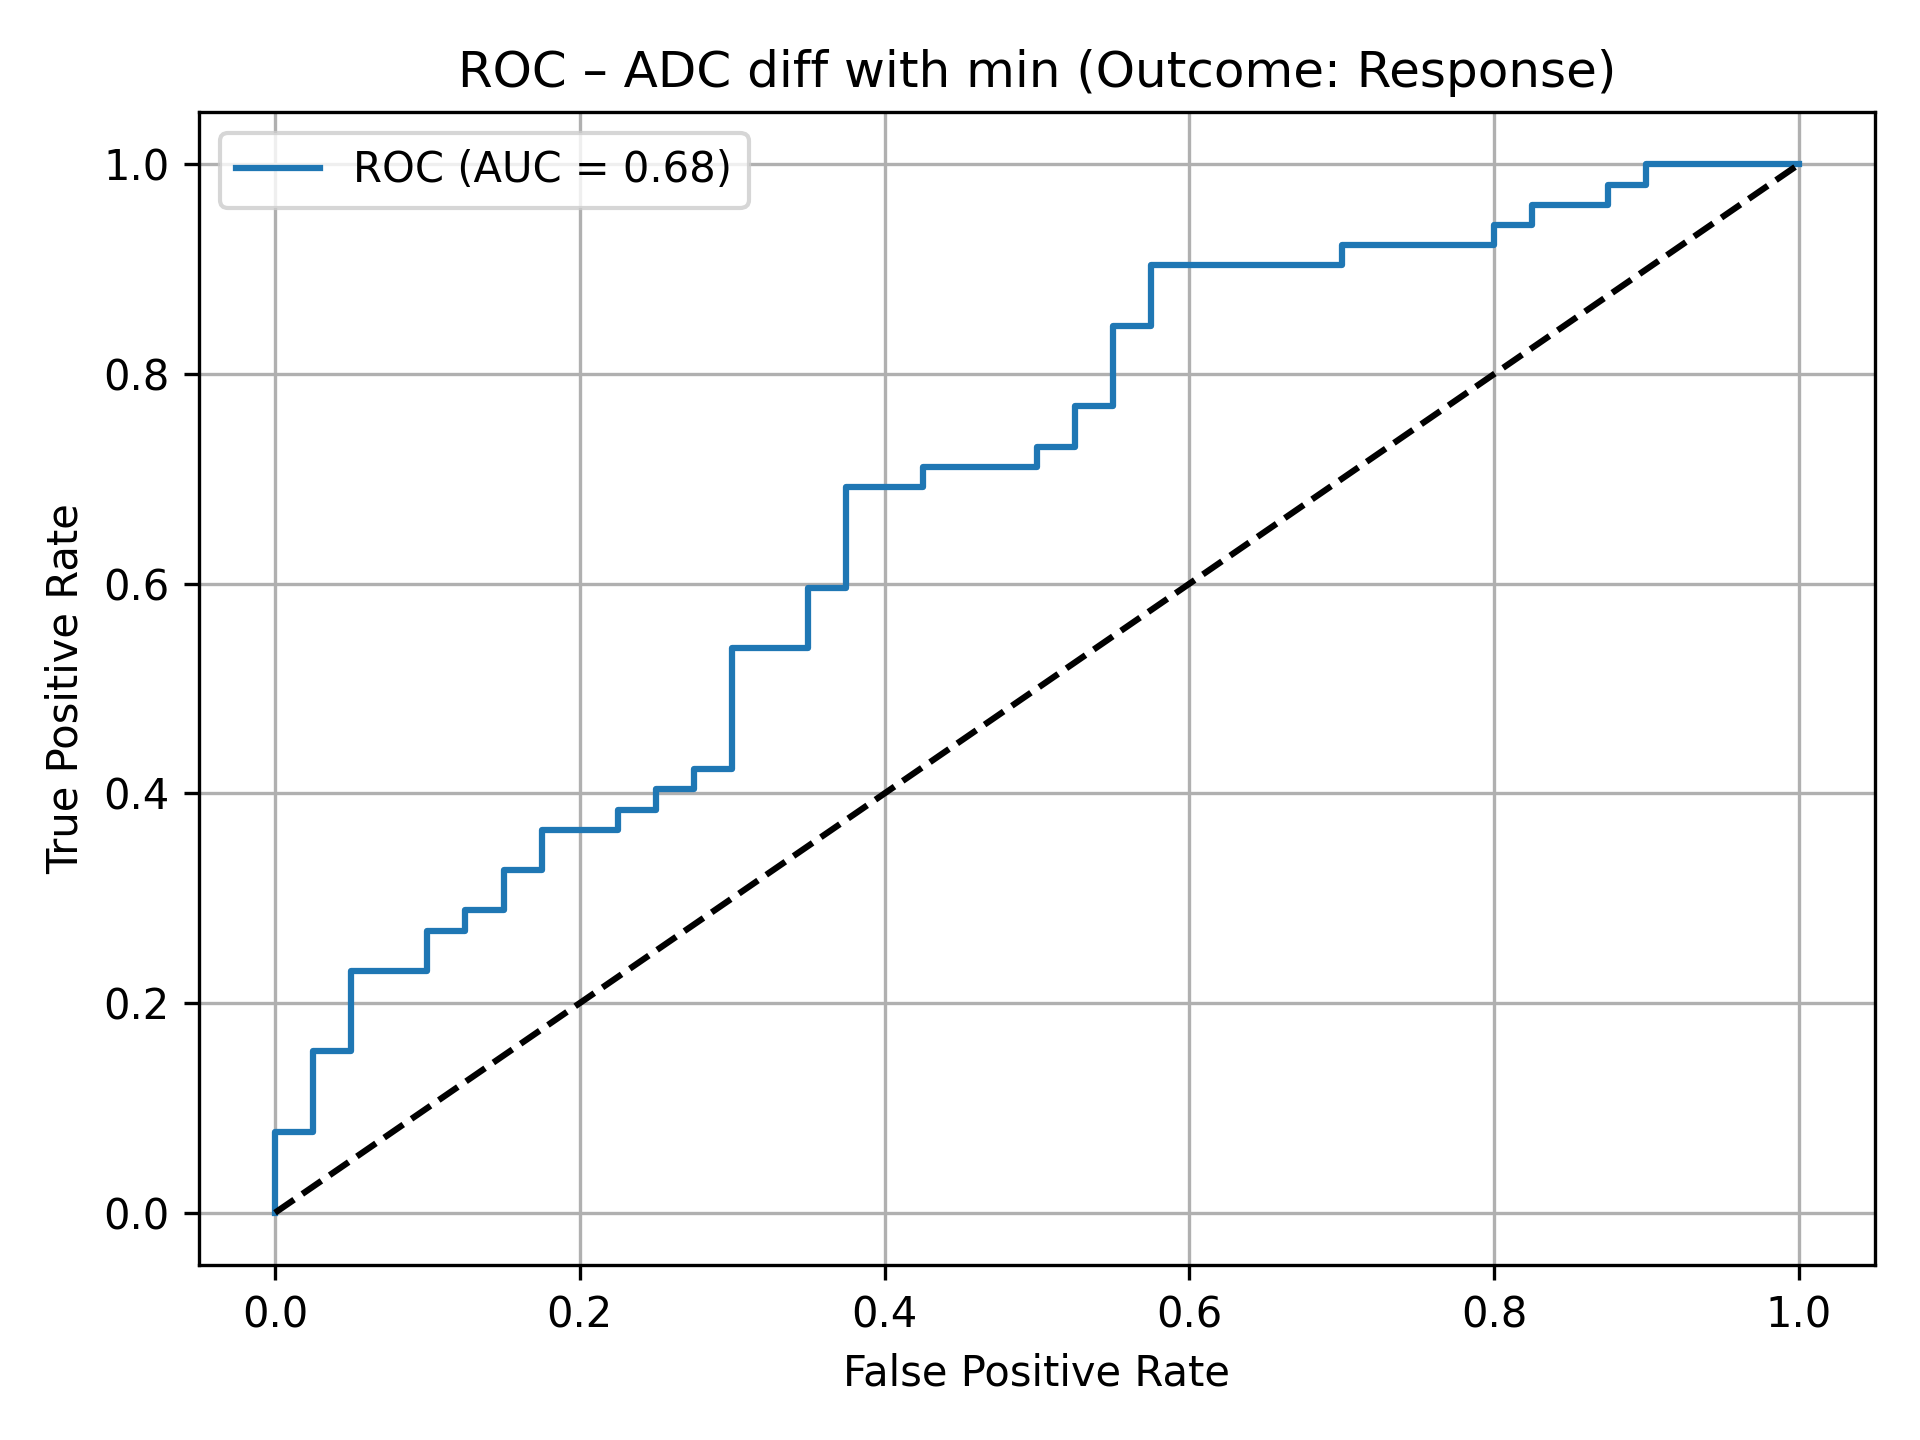 ROC – ADC diff with min (Outcome: Response)
ROC (AUC = 0.68)
True Positive Rate
1.0
0.8
0.6
0.4
0.2
0.0
0.0 0.2 0.4 0.6 0.8 1.0
False Positive Rate